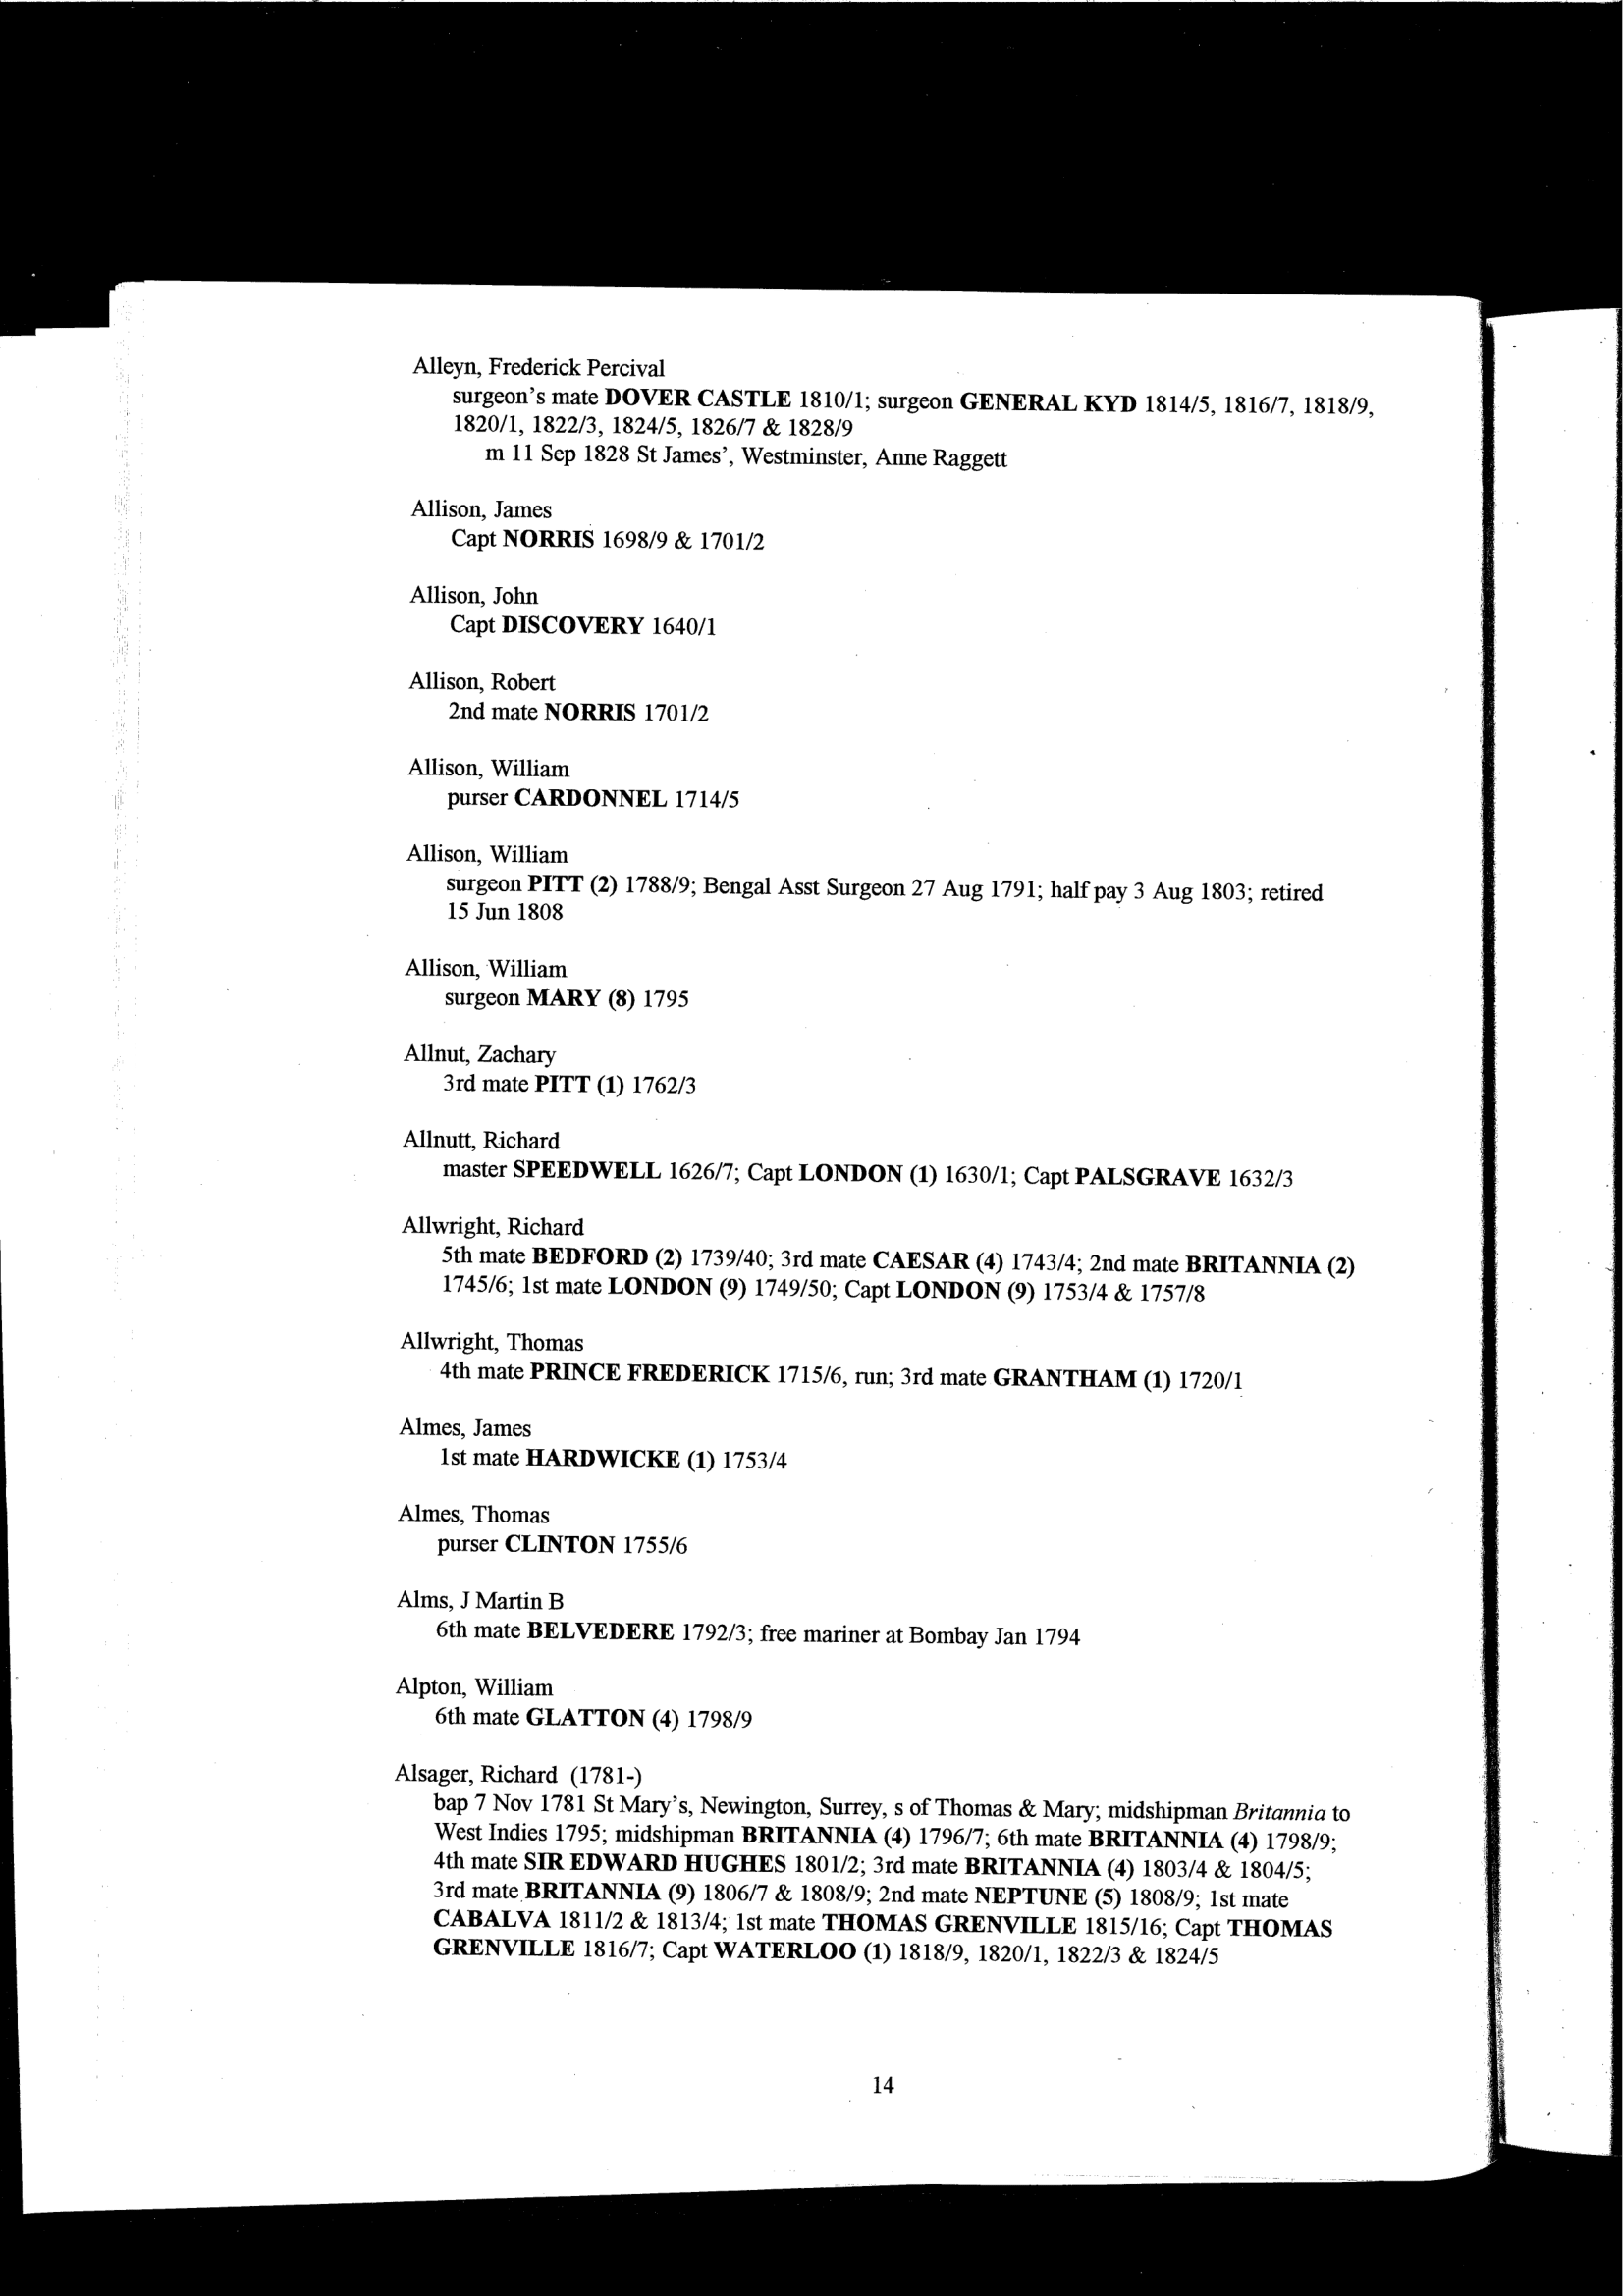 Alleyn, Frederick Percival
surgeon's mate DOVER CASTLE 1810/1; surgeon GENERAL KYD 1814/5, 1816/7, 1818/9,
1820/1, 1822/3, 1824/5, 1826/7 & 1828/9
m 11 Sep 1828 St James', Westminster, Anne Raggett
Allison, James
Capt NORRIS 1698/9 & 1701/2
Allison, John
Capt DISCOVERY 1640/1
Allison, Robert
2nd mate NORRIS 1701/2
Allison, William
purser CARDONNEL 1714/5
Allison, William
surgeon PITT (2) 1788/9; Bengal Asst Surgeon 27 Aug 1791; half pay 3 Aug 1803; retired
15 Jun 1808
Allison, William
surgeon MARY (8) 1795
Allnut, Zachary
3rd mate PITT (1) 1762/3
Allnutt, Richard
master SPEEDWELL 1626/7; Capt LONDON (1) 1630/1; Capt PALSGRAVE 1632/3
Allwright, Richard
5th mate BEDFORD (2) 1739/40; 3rd mate CAESAR (4) 1743/4; 2nd mate BRITANNIA (2)
1745/6; 1st mate LONDON (9) 1749/50; Capt LONDON (9) 1753/4 & 1757/8
Allwright, Thomas
4th mate PRINCE FREDERICK 1715/6, run; 3rd mate GRANTHAM (1) 1720/1
Almes, James
1st mate HARDWICKE (1) 1753/4
Almes, Thomas
purser CLINTON 1755/6
Alms, J Martin B
6th mate BELVEDERE 1792/3; free mariner at Bombay Jan 1794
Alpton, William
6th mate GLATTON (4) 1798/9
Alsager, Richard (1781-)
bap 7 Nov 1781 St Mary's, Newington, Surrey, s of Thomas & Mary; midshipman Britannia to
West Indies 1795; midshipman BRITANNIA (4) 1796/7; 6th mate BRITANNIA (4) 1798/9;
4th mate SIR EDWARD HUGHES 1801/2; 3rd mate BRITANNIA (4) 1803/4 & 1804/5;
3rd mate BRITANNIA (9) 1806/7 & 1808/9; 2nd mate NEPTUNE (5) 1808/9; 1st mate
CABALVA 1811/2 & 1813/4; 1st mate THOMAS GRENVILLE 1815/16; Capt THOMAS
GRENVILLE 1816/7; Capt WATERLOO (1) 1818/9, 1820/1, 1822/3 & 1824/5
14